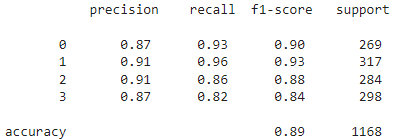 precision recall f1-score support
0 0.87 0.93 0.90 269
1 0.91 0.96 0.93 317
2 0.91 0.86 0.88 284
3 0.87 0.82 0.84 298
accuracy 0.89 1168